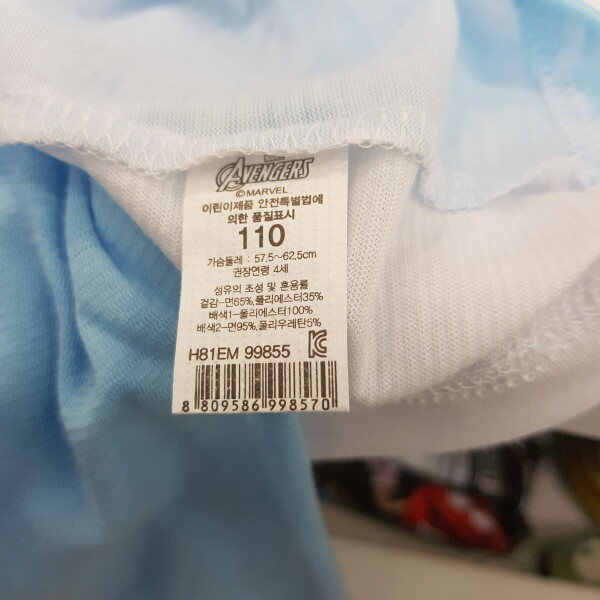 AVENGERS
©MARVEL
어린이제품 안전특별법에
의한 품질표시
110
가슴둘레 : 57.5~62.5cm
권장연령 4세
섬유의 조성 및 혼용률
겉감-면65%,폴리에스터35%
배색1-폴리에스터100%
배색2-면95%,폴리우레탄5%
H81EM 99855
8 809586 998570